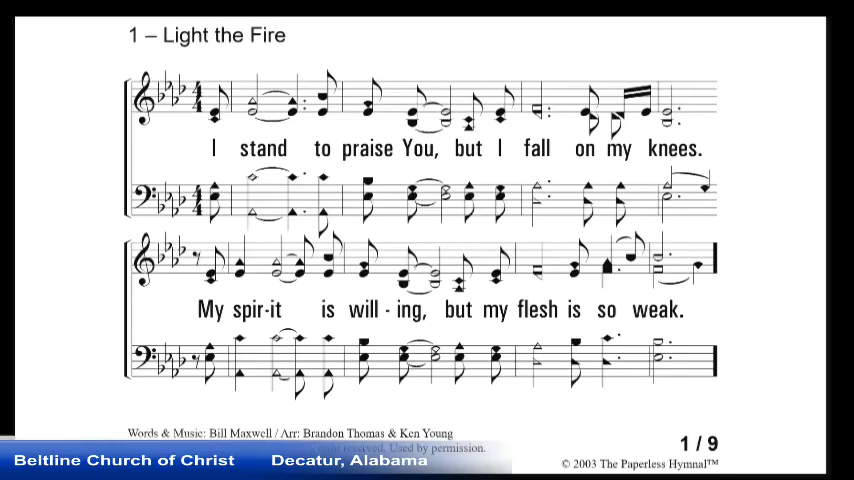 1 – Light the Fire
I stand to praise You, but I fall on my knees.
My spir-it is will - ing, but my flesh is so weak.
Words & Music: Bill Maxwell / Arr: Brandon Thomas & Ken Young
reserved. Used by permission.
1 / 9
Beltline Church of Christ Decatur, Alabama
© 2003 The Paperless Hymnal™